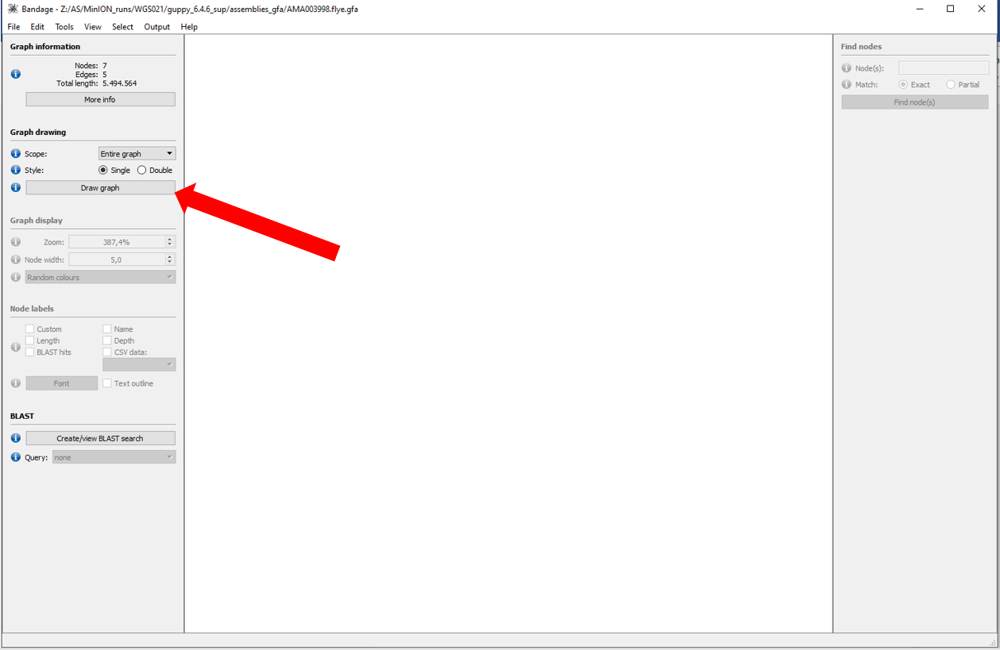 Bandage - Z:/AS/MinION_runs/WGS021/guppy_6.4.6_sup/assemblies_gfa/AMA003998.flye.gfa
File Edit Tools View Select Output Help
Graph information
Nodes: 7
Edges: 5
Total length: 5.494.564
More info
Graph drawing
Scope: Entire graph
Style: Single Double
Draw graph
Graph display
Zoom: 387,4%
Node width: 5,0
Random colours
Node labels
Custom Name
Length Depth
BLAST hits CSV data:
Font Text outline
BLAST
Create/view BLAST search
Query: none
Find nodes
Node(s):
Match: Exact Partial
Find node(s)